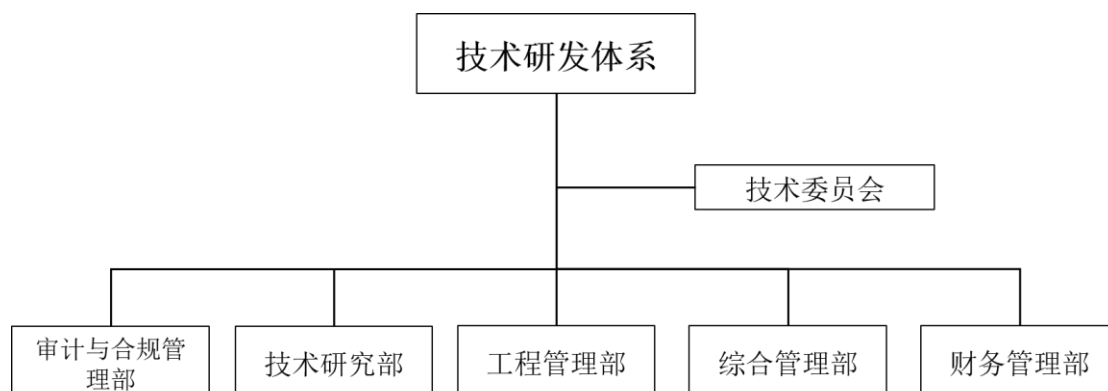 技术研发体系
技术委员会
审计与合规管
理部
技术研究部
工程管理部
综合管理部
财务管理部